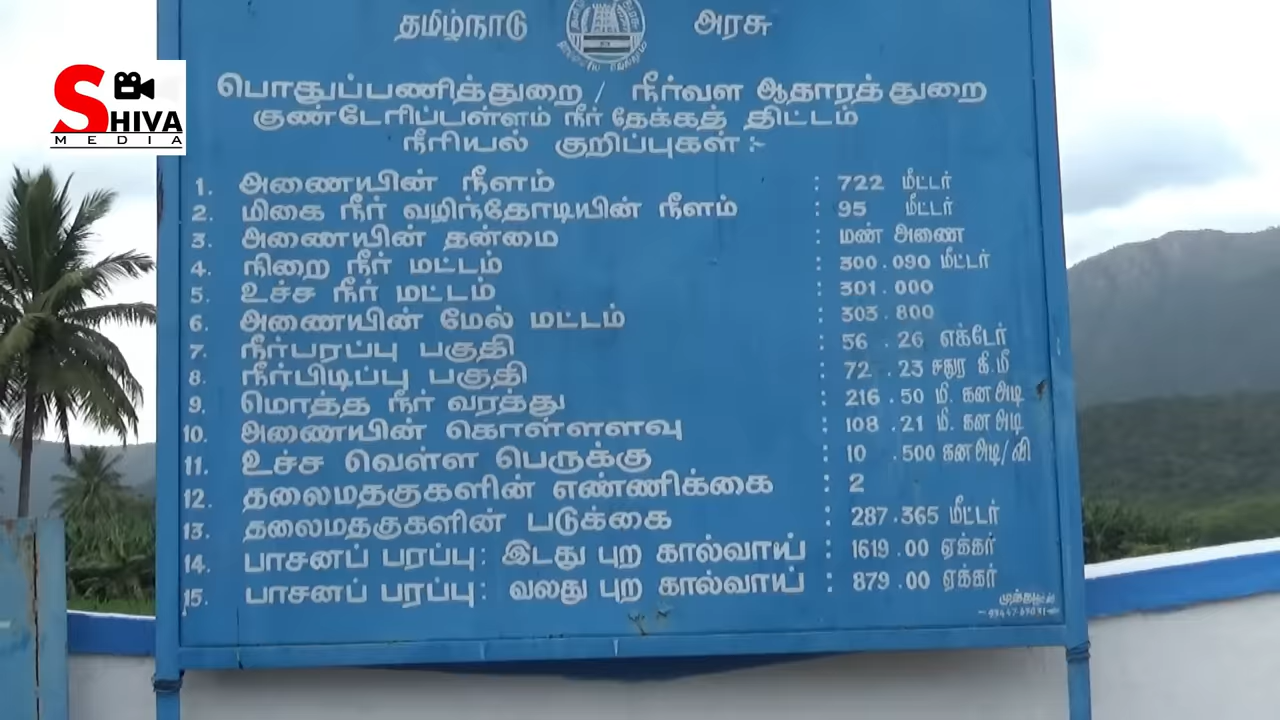 தமிழ்நாடு அரசு
SHIVA
MEDIA
பொதுப்பணித்துறை / நீர்வள ஆதாரத்துறை
குண்டேரிப்பள்ளம் நீர் தேக்கத் திட்டம்
நீரியல் குறிப்புகள் :-
1. அணையின் நீளம் : 722 மீட்டர்
2. மிகை நீர் வழிந்தோடியின் நீளம் : 95 மீட்டர்
3. அணையின் தன்மை : மண் அணை
4. நிறை நீர் மட்டம் : 300.090 மீட்டர்
5. உச்ச நீர் மட்டம் : 301.000
6. அணையின் மேல் மட்டம் : 303.800
7. நீர்பரப்பு பகுதி : 56 .26 எக்டேர்
8. நீர்பிடிப்பு பகுதி : 72 .23 சதுர கி.மீ
9. மொத்த நீர் வரத்து : 216 .50 மி. கன அடி
10. அணையின் கொள்ளளவு : 108 .21 மி. கன அடி
11. உச்ச வெள்ள பெருக்கு : 10 .500 கன அடி/வி
12. தலைமதகுகளின் எண்ணிக்கை : 2
13. தலைமதகுகளின் படுக்கை : 287.365 மீட்டர்
14. பாசனப் பரப்பு: இடது புற கால்வாய் : 1619 .00 ஏக்கர்
15. பாசனப் பரப்பு: வலது புற கால்வாய் : 879 .00 ஏக்கர்